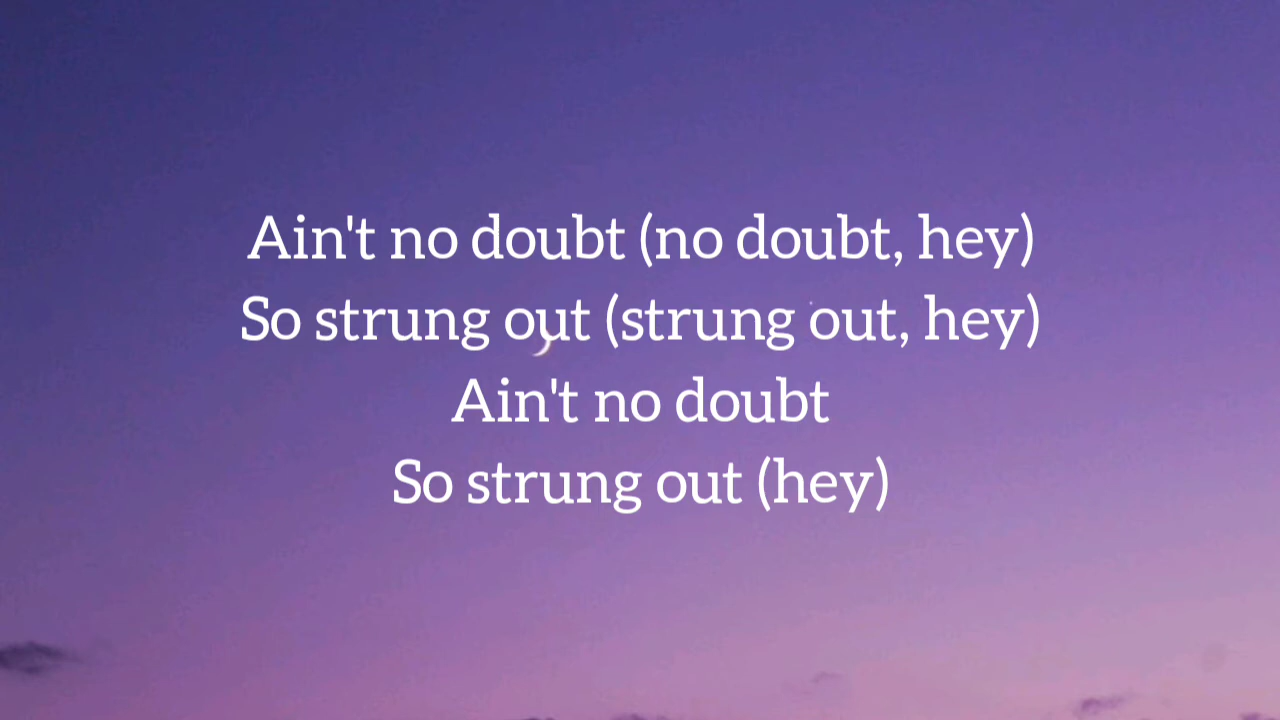 Ain't no doubt (no doubt, hey)
So strung out (strung out, hey)
Ain't no doubt
So strung out (hey)